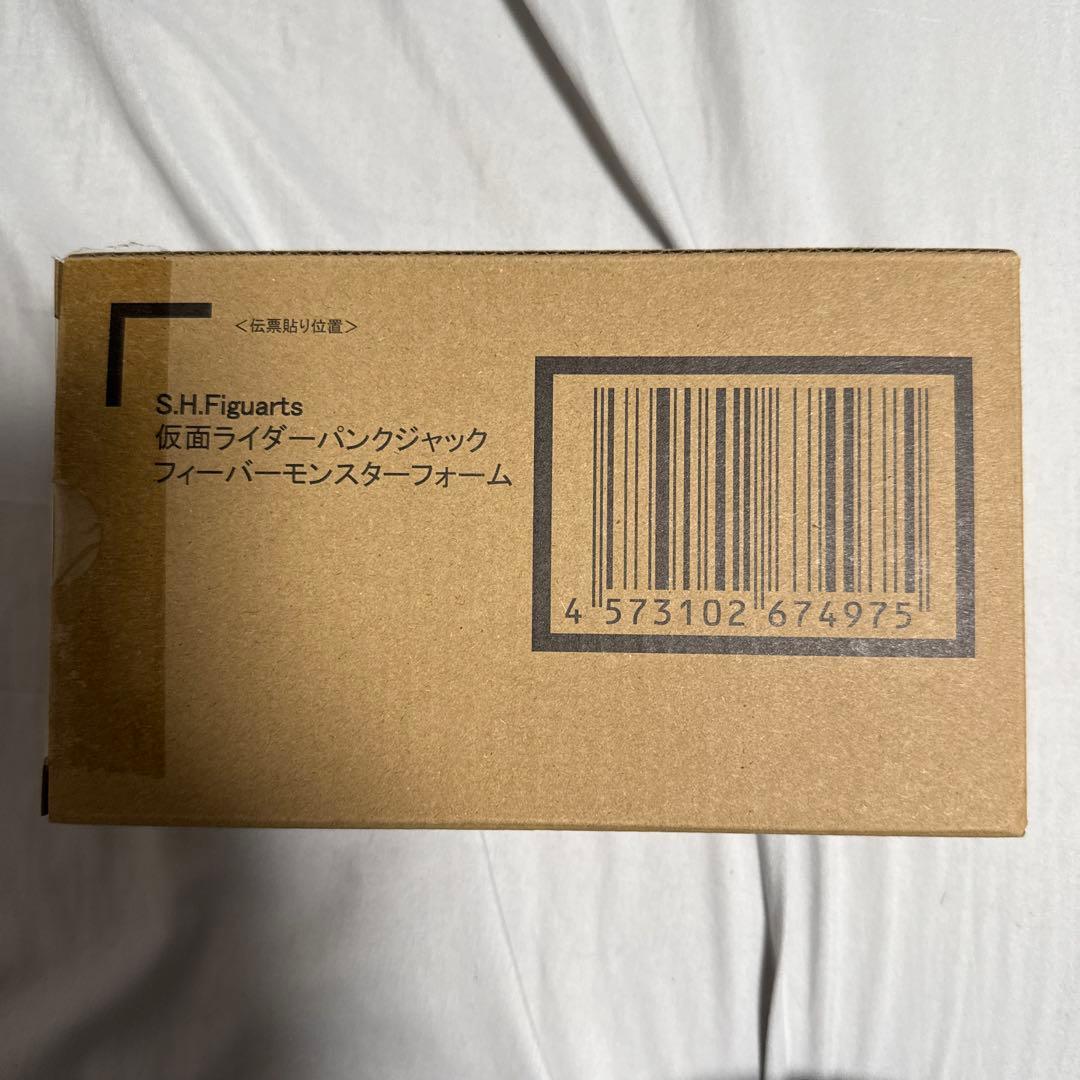 ＜伝票貼り位置＞
S.H.Figuarts
仮面ライダーパンクジャック
フィーバーモンスターフォーム
4 573102 674975